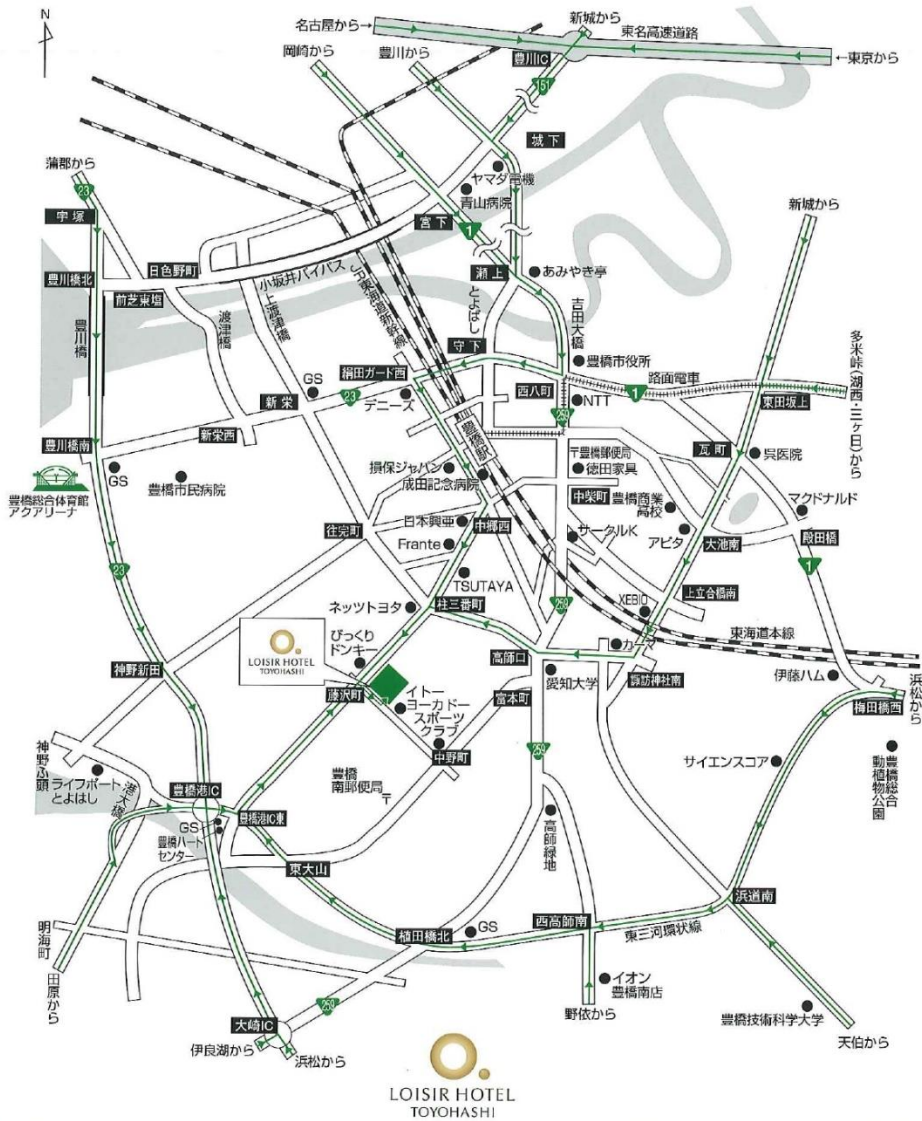 N
名古屋から→
新城から
東名高速道路
←東京から
岡崎から
豊川から
豊川IC
151
城下
ヤマダ電機
青山病院
宮下
1
蒲郡から
23
宇塚
新城から
瀬上
あみやき亭
豊川橋北
日色野町
小坂井バイパス
前芝東塩
豊川橋
渡津橋
上渡津橋
JR東海道新幹線
とよばし
吉田大橋
守下
豊橋市役所
路面電車
多米峠(湖西・三ヶ日)から
絹田ガード西
西八町
1
GS
新栄
23
デニーズ
NTT
259
東田坂上
新栄西
豊川橋南
豊橋駅
瓦町
呉医院
豊橋総合体育館
アクアリーナ
GS
豊橋市民病院
損保ジャパン
成田記念病院
〒豊橋郵便局
徳田家具
中柴町
豊橋商業
高校
マクドナルド
往完町
日本興亜
中郷西
Frante
サークルK
アピタ
大池南
殿田橋
23
TSUTAYA
259
1
上立合橋南
ネッツトヨタ
柱三番町
XEBIO
東海道本線
LOISIR HOTEL
TOYOHASHI
びっくり
ドンキー
高師口
カーマ
神野新田
藤沢町
イトー
ヨーカドー
スポーツ
クラブ
愛知大学
諏訪神社南
伊藤ハム
浜松から
富本町
梅田橋西
神野ふ頭
ライフポート
とよはし
港大橋
豊橋港IC
豊橋
南郵便局
〒
中野町
259
サイエンスコア
豊橋総合
動植物公園
豊橋港IC東
GS
豊橋ハート
センター
東大山
高師緑地
浜道南
明海町
田原から
植田橋北
GS
西高師南
東三河環状線
イオン
豊橋南店
259
大崎IC
野依から
豊橋技術科学大学
伊良湖から
浜松から
天伯から
LOISIR HOTEL
TOYOHASHI